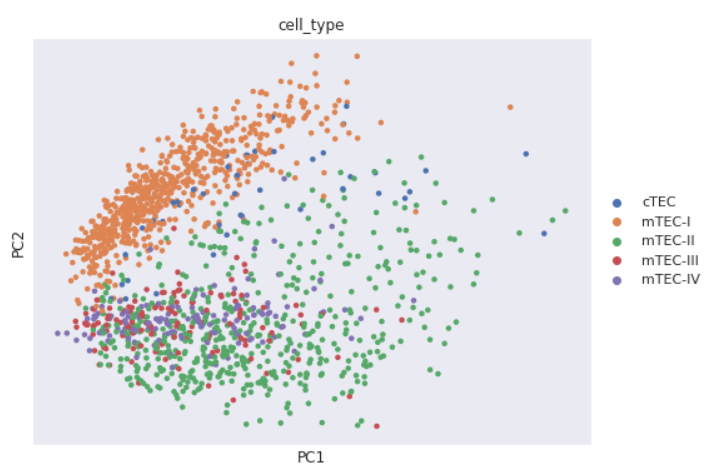 cell_type
PC2
cTEC
mTEC-I
mTEC-II
mTEC-III
mTEC-IV
PC1